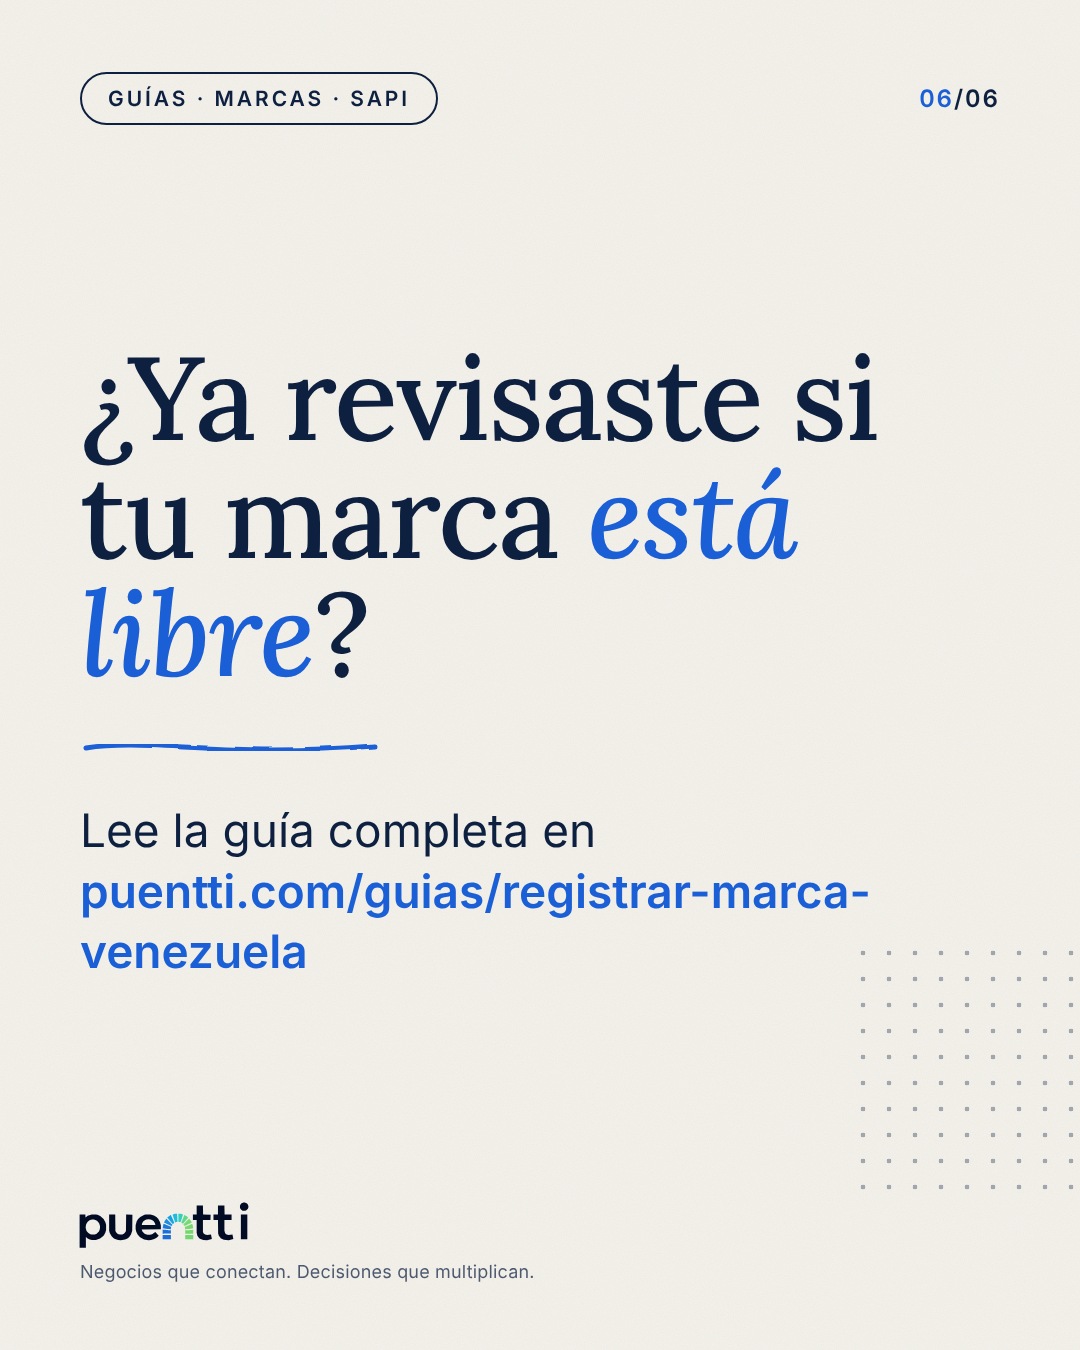 GUÍAS · MARCAS · SAPI
06/06
¿Ya revisaste si
tu marca está
libre?
Lee la guía completa en
puentti.com/guias/registrar-marca-
venezuela
puentti
Negocios que conectan. Decisiones que multiplican.